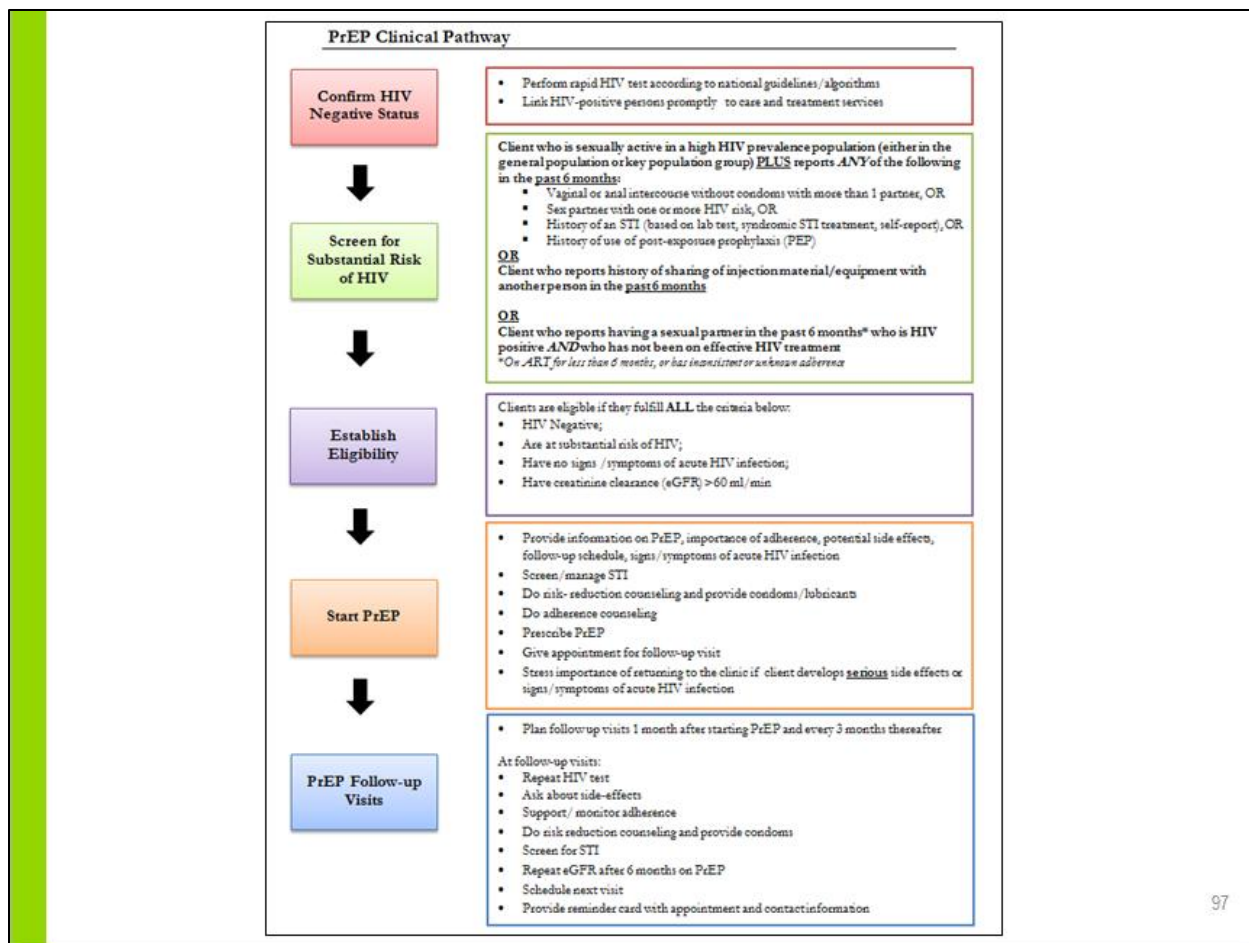 PrEP Clinical Pathway
Confirm HIV
Negative Status
• Perform rapid HIV test according to national guidelines/algorithms
• Link HIV-positive persons promptly to care and treatment services
Screen for
Substantial Risk
of HIV
Client who is sexually active in a high HIV prevalence population (either in the
general population or key population group) PLUS reports ANY of the following
in the past 6 months:
▪ Vaginal or anal intercourse without condoms with more than 1 partner, OR
▪ Sex partner with one or more HIV risk, OR
▪ History of an STI (based on lab test, syndromic STI treatment, self-report), OR
▪ History of use of post-exposure prophylaxis (PEP)
OR
Client who reports history of sharing of injection material/equipment with
another person in the past 6 months
OR
Client who reports having a sexual partner in the past 6 months* who is HIV
positive AND who has not been on effective HIV treatment
*On ART for less than 6 months, or has inconsistent or unknown adherence
Establish
Eligibility
Clients are eligible if they fulfill ALL the criteria below:
• HIV Negative;
• Are at substantial risk of HIV;
• Have no signs /symptoms of acute HIV infection;
• Have creatinine clearance (eGFR) >60 ml/min
Start PrEP
• Provide information on PrEP, importance of adherence, potential side effects,
follow-up schedule, signs/symptoms of acute HIV infection
• Screen/manage STI
• Do risk- reduction counseling and provide condoms/lubricants
• Do adherence counseling
• Prescribe PrEP
• Give appointment for follow-up visit
• Stress importance of returning to the clinic if client develops serious side effects or
signs/symptoms of acute HIV infection
PrEP Follow-up
Visits
• Plan follow up visits 1 month after starting PrEP and every 3 months thereafter
At follow-up visits:
• Repeat HIV test
• Ask about side-effects
• Support/ monitor adherence
• Do risk reduction counseling and provide condoms
• Screen for STI
• Repeat eGFR after 6 months on PrEP
• Schedule next visit
• Provide reminder card with appointment and contact information
97